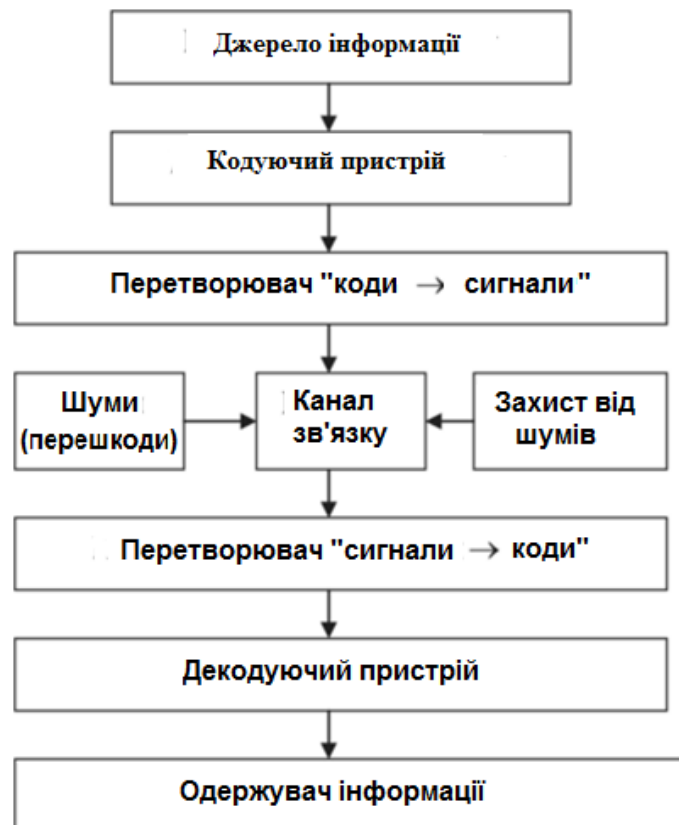 Джерело інформації
Кодуючий пристрій
Перетворювач "коди → сигнали"
Шуми
(перешкоди)
Канал
зв'язку
Захист від
шумів
Перетворювач "сигнали → коди"
Декодуючий пристрій
Одержувач інформації